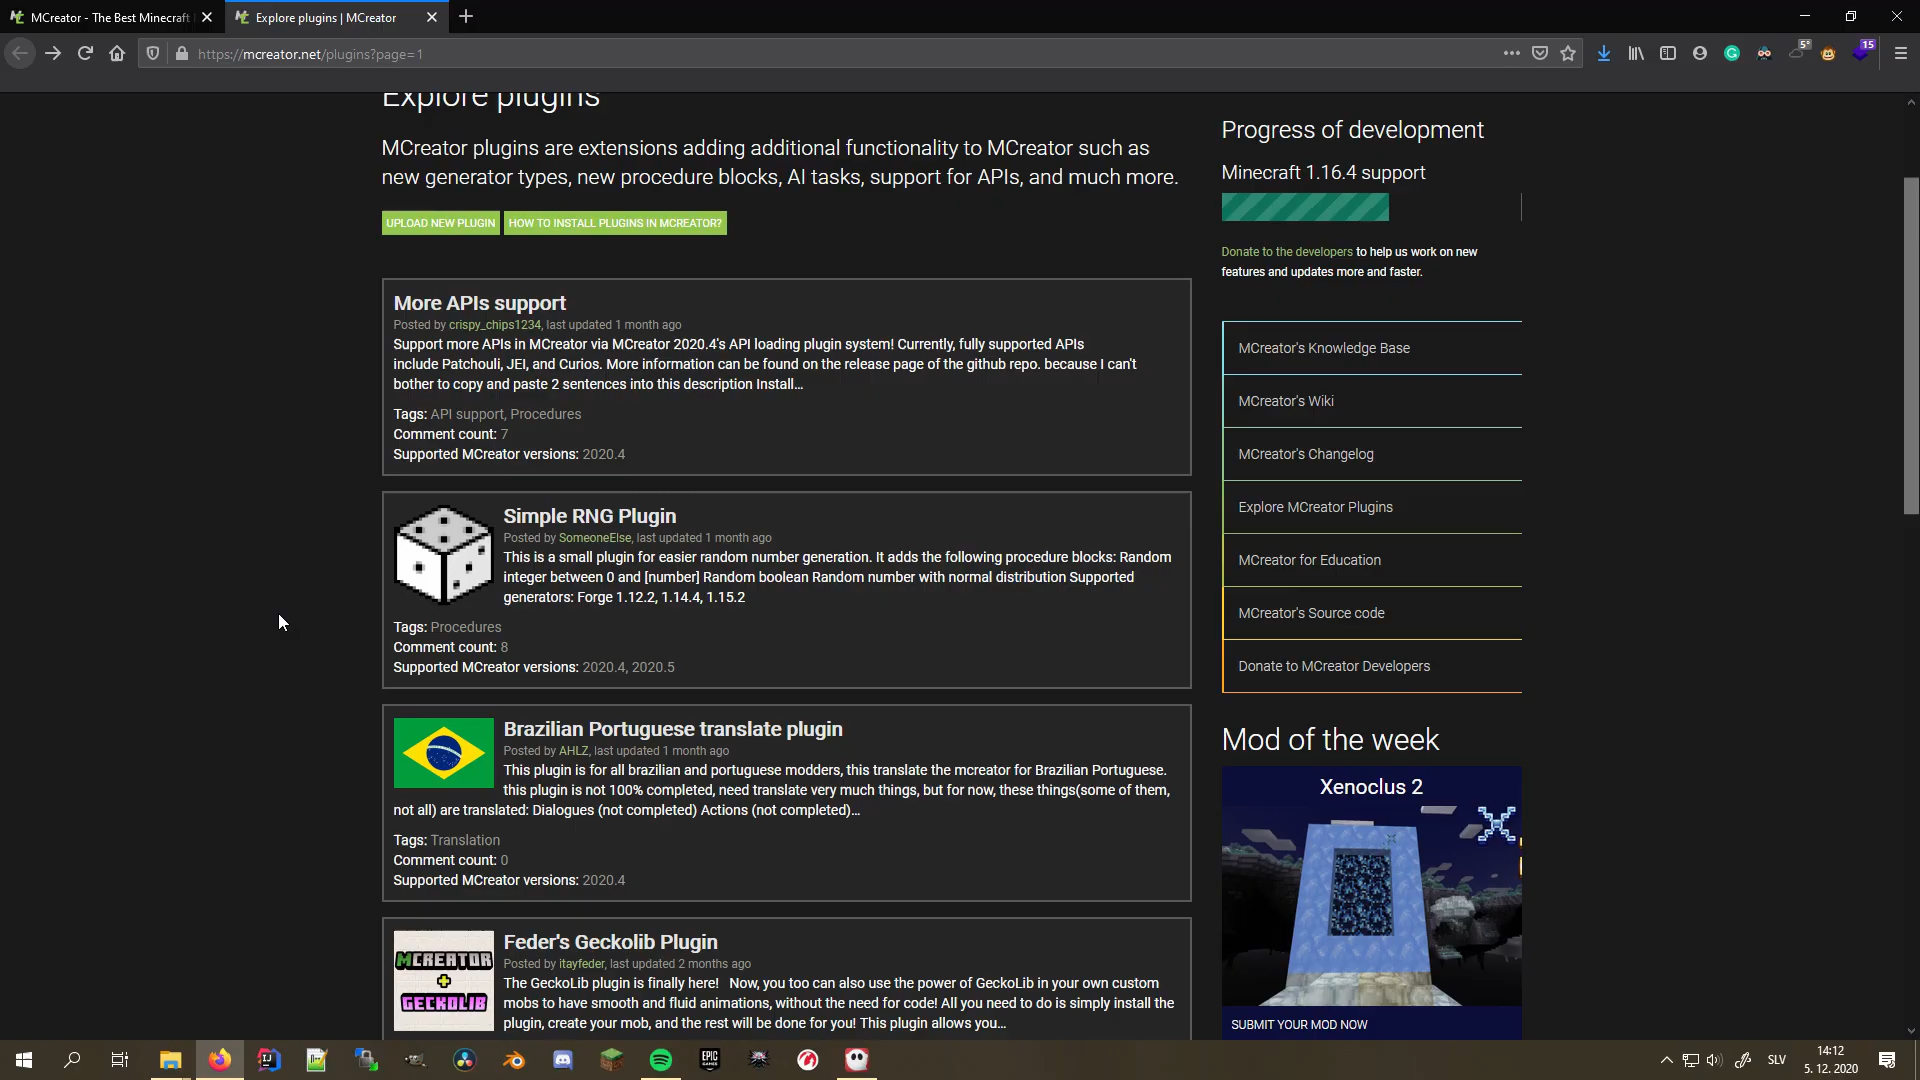 MCreator - The Best Minecraft
Explore plugins | MCreator
https://mcreator.net/plugins?page=1
5°
15
Explore plugins
MCreator plugins are extensions adding additional functionality to MCreator such as
new generator types, new procedure blocks, AI tasks, support for APIs, and much more.
UPLOAD NEW PLUGIN
HOW TO INSTALL PLUGINS IN MCREATOR?
More APIs support
Posted by crispy_chips1234, last updated 1 month ago
Support more APIs in MCreator via MCreator 2020.4's API loading plugin system! Currently, fully supported APIs
include Patchouli, JEI, and Curios. More information can be found on the release page of the github repo. because I can't
bother to copy and paste 2 sentences into this description Install...
Tags: API support, Procedures
Comment count: 7
Supported MCreator versions: 2020.4
Simple RNG Plugin
Posted by SomeoneElse, last updated 1 month ago
This is a small plugin for easier random number generation. It adds the following procedure blocks: Random
integer between 0 and [number] Random boolean Random number with normal distribution Supported
generators: Forge 1.12.2, 1.14.4, 1.15.2
Tags: Procedures
Comment count: 8
Supported MCreator versions: 2020.4, 2020.5
Brazilian Portuguese translate plugin
Posted by AHLZ, last updated 1 month ago
This plugin is for all brazilian and portuguese modders, this translate the mcreator for Brazilian Portuguese.
this plugin is not 100% completed, need translate very much things, but for now, these things(some of them,
not all) are translated: Dialogues (not completed) Actions (not completed)...
Tags: Translation
Comment count: 0
Supported MCreator versions: 2020.4
MCREATOR
GECKOLIB
Feder's Geckolib Plugin
Posted by itayfeder, last updated 2 months ago
The GeckoLib plugin is finally here!   Now, you too can also use the power of GeckoLib in your own custom
mobs to have smooth and fluid animations, without the need for code! All you need to do is simply install the
plugin, create your mob, and the rest will be done for you! This plugin allows you...
Progress of development
Minecraft 1.16.4 support
Donate to the developers to help us work on new
features and updates more and faster.
MCreator's Knowledge Base
MCreator's Wiki
MCreator's Changelog
Explore MCreator Plugins
MCreator for Education
MCreator's Source code
Donate to MCreator Developers
Mod of the week
Xenoclus 2
SUBMIT YOUR MOD NOW
EPIC
GAMES
SLV
14:12
5. 12. 2020